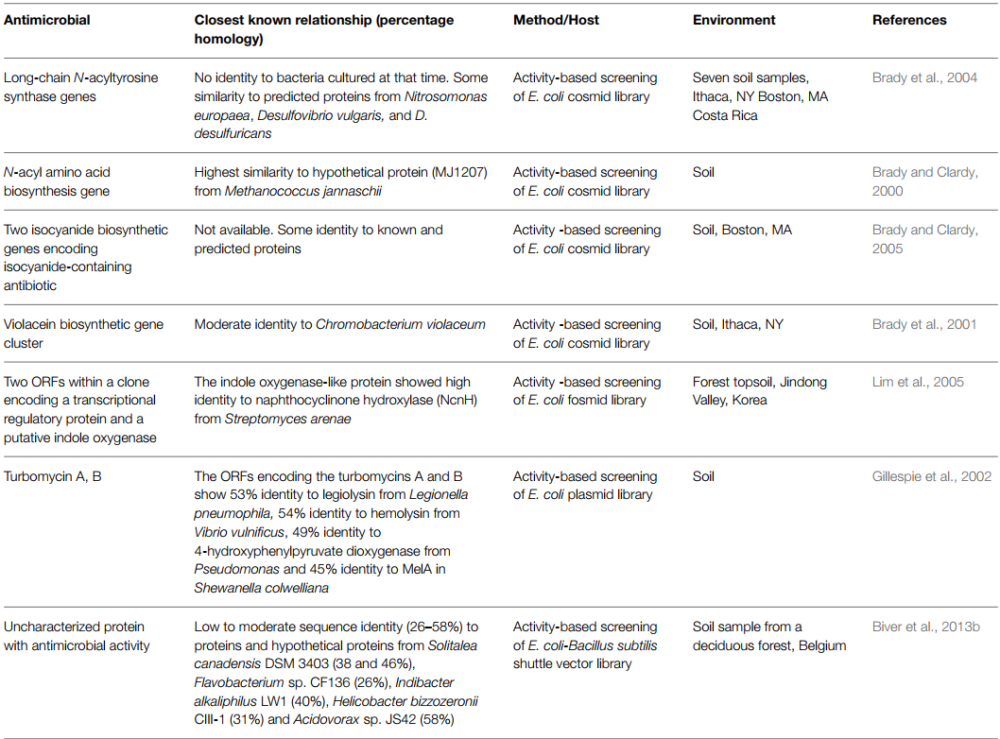 Antimicrobial
Closest known relationship (percentage
homology)
Method/Host
Environment
References
Long-chain N-acyltyrosine
synthase genes
No identity to bacteria cultured at that time. Some
similarity to predicted proteins from Nitrosomonas
europaea, Desulfovibrio vulgaris, and D.
desulfuricans
Activity-based screening
of E. coli cosmid library
Seven soil samples,
Ithaca, NY Boston, MA
Costa Rica
Brady et al., 2004
N-acyl amino acid
biosynthesis gene
Highest similarity to hypothetical protein (MJ1207)
from Methanococcus jannaschii
Activity-based screening
of E. coli cosmid library
Soil
Brady and Clardy,
2000
Two isocyanide biosynthetic
genes encoding
isocyanide-containing
antibiotic
Not available. Some identity to known and
predicted proteins
Activity -based screening
of E. coli cosmid library
Soil, Boston, MA
Brady and Clardy,
2005
Violacein biosynthetic gene
cluster
Moderate identity to Chromobacterium violaceum
Activity -based screening
of E. coli cosmid library
Soil, Ithaca, NY
Brady et al., 2001
Two ORFs within a clone
encoding a transcriptional
regulatory protein and a
putative indole oxygenase
The indole oxygenase-like protein showed high
identity to naphthocyclinone hydroxylase (NcnH)
from Streptomyces arenae
Activity -based screening
of E. coli fosmid library
Forest topsoil, Jindong
Valley, Korea
Lim et al., 2005
Turbomycin A, B
The ORFs encoding the turbomycins A and B
show 53% identity to legiolysin from Legionella
pneumophila, 54% identity to hemolysin from
Vibrio vulnificus, 49% identity to
4-hydroxyphenylpyruvate dioxygenase from
Pseudomonas and 45% identity to MelA in
Shewanella colwelliana
Activity-based screening
of E. coli plasmid library
Soil
Gillespie et al., 2002
Uncharacterized protein
with antimicrobial activity
Low to moderate sequence identity (26–58%) to
proteins and hypothetical proteins from Solitalea
canadensis DSM 3403 (38 and 46%),
Flavobacterium sp. CF136 (26%), Indibacter
alkaliphilus LW1 (40%), Helicobacter bizzozeronii
CIII-1 (31%) and Acidovorax sp. JS42 (58%)
Activity-based screening
of E. coli-Bacillus subtilis
shuttle vector library
Soil sample from a
deciduous forest, Belgium
Biver et al., 2013b